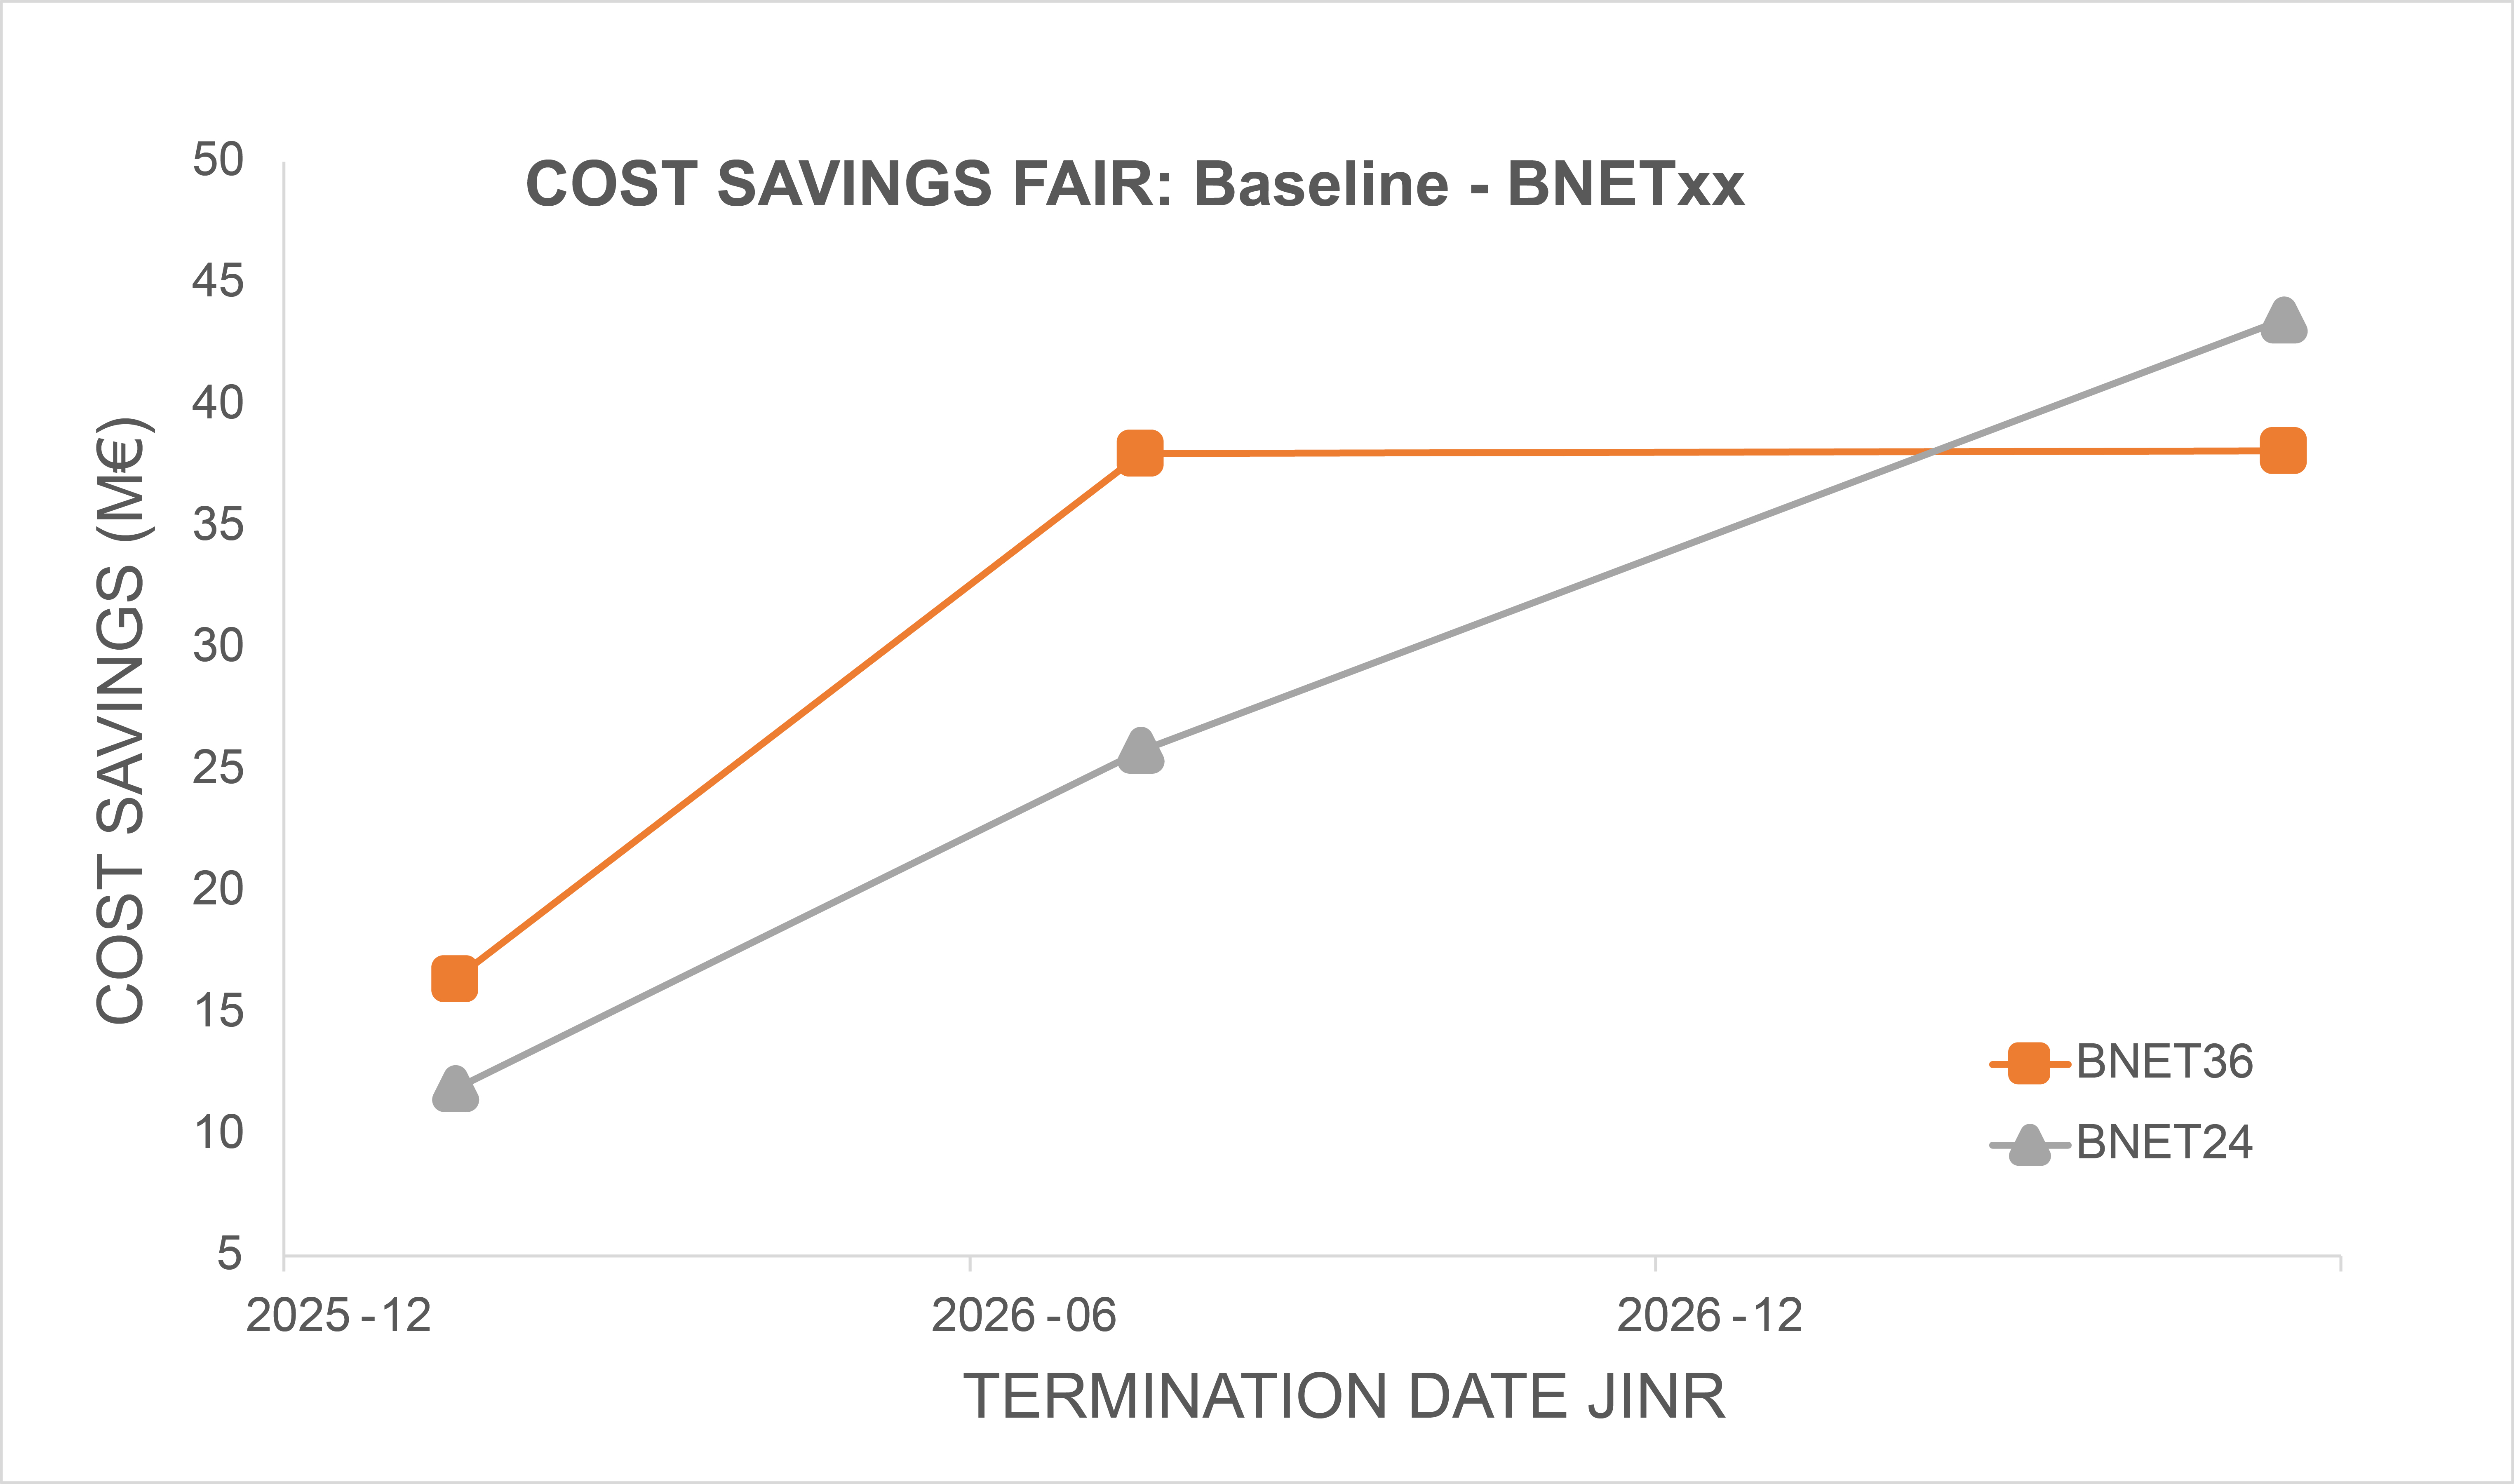 COST SAVINGS FAIR: Baseline - BNETxx
COST SAVINGS (M€)
50
45
40
35
30
25
20
15
10
5
2025-12
2026-06
2026-12
TERMINATION DATE JINR
BNET36
BNET24